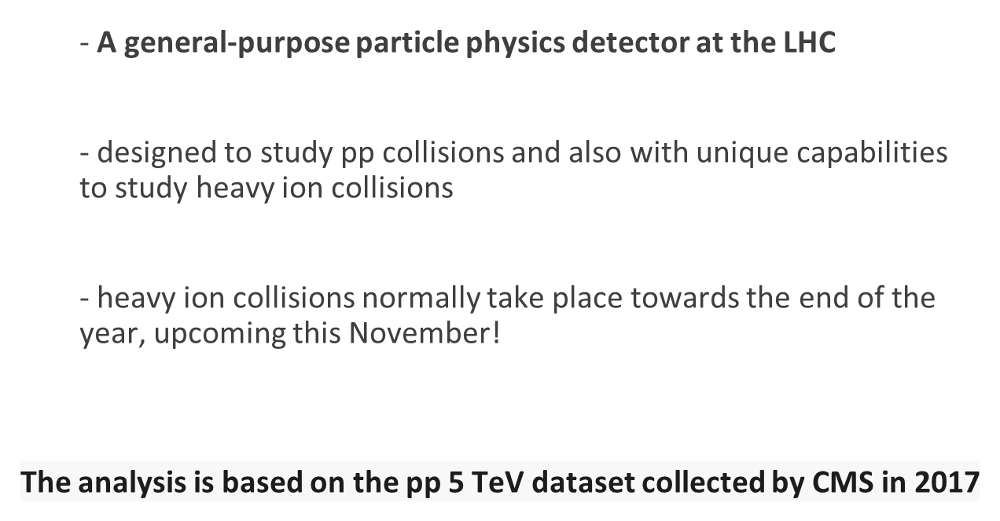 - A general-purpose particle physics detector at the LHC
- designed to study pp collisions and also with unique capabilities
to study heavy ion collisions
- heavy ion collisions normally take place towards the end of the
year, upcoming this November!
The analysis is based on the pp 5 TeV dataset collected by CMS in 2017